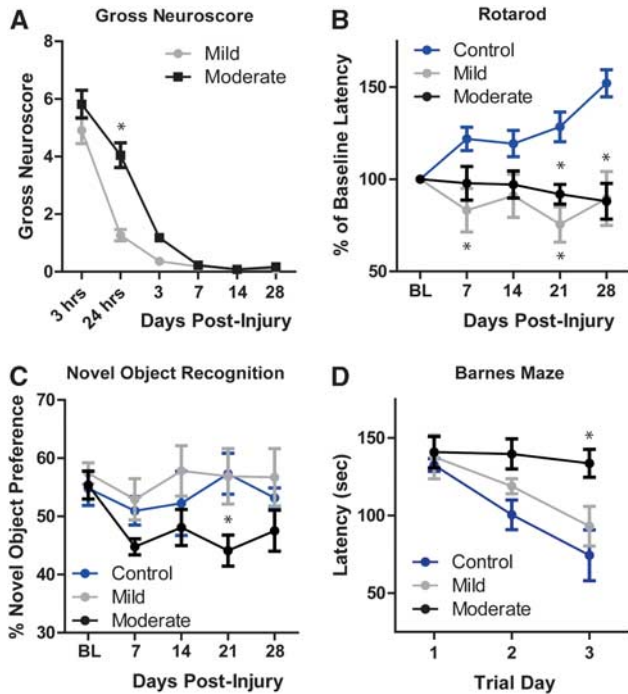 A
Gross Neuroscore
Mild
Moderate
8
6
4
2
0
Gross Neuroscore
*
3 hrs
24 hrs
3
7
14
28
Days Post-Injury
B
Rotarod
Control
Mild
Moderate
150
100
50
% of Baseline Latency
*
*
*
*
BL
7
14
21
28
Days Post-Injury
C
Novel Object Recognition
70
60
50
40
30
% Novel Object Preference
*
Control
Mild
Moderate
BL
7
14
21
28
Days Post-Injury
D
Barnes Maze
150
100
50
Latency (sec)
*
Control
Mild
Moderate
1
2
3
Trial Day